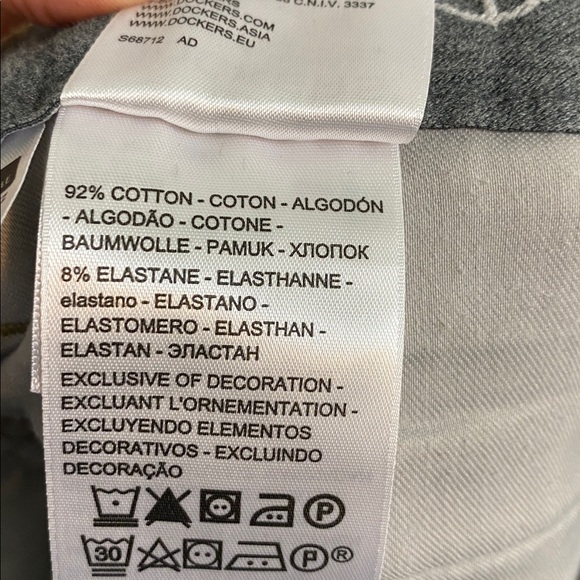 C.N.I.V. 3337
WWW.DOCKERS.COM
WWW.DOCKERS.ASIA
WWW.DOCKERS.EU
S68712 AD
92% COTTON - COTON - ALGODÓN
- ALGODÃO - COTONE -
BAUMWOLLE - PAMUK - ХЛОПОК
8% ELASTANE - ELASTHANNE -
elastano - ELASTANO -
ELASTOMERO - ELASTHAN -
ELASTAN - ЭЛАСТАН
EXCLUSIVE OF DECORATION -
EXCLUANT L'ORNEMENTATION -
EXCLUYENDO ELEMENTOS
DECORATIVOS - EXCLUINDO
DECORAÇÃO
P
30 P®